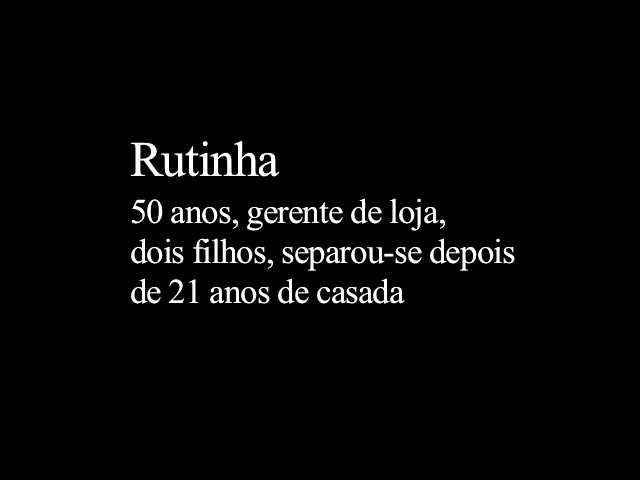 Rutinha
50 anos, gerente de loja,
dois filhos, separou-se depois
de 21 anos de casada